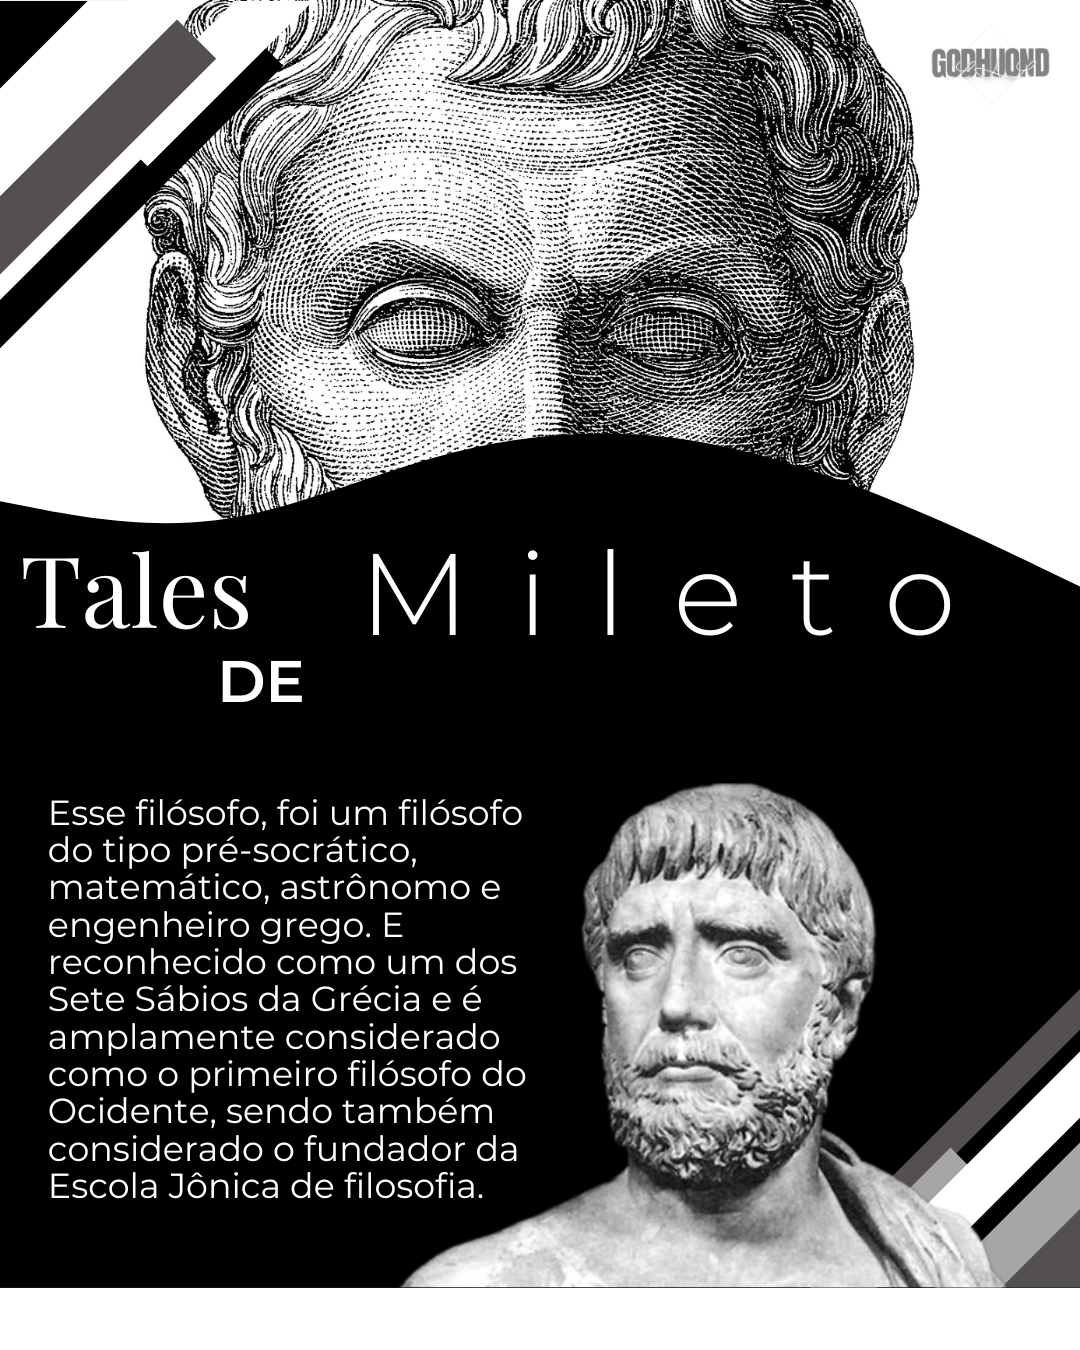 GODHUOND
Tales
DE
Mileto
Esse filósofo, foi um filósofo
do tipo pré-socrático,
matemático, astrônomo e
engenheiro grego. E
reconhecido como um dos
Sete Sábios da Grécia e é
amplamente considerado
como o primeiro filósofo do
Ocidente, sendo também
considerado o fundador da
Escola Jônica de filosofia.